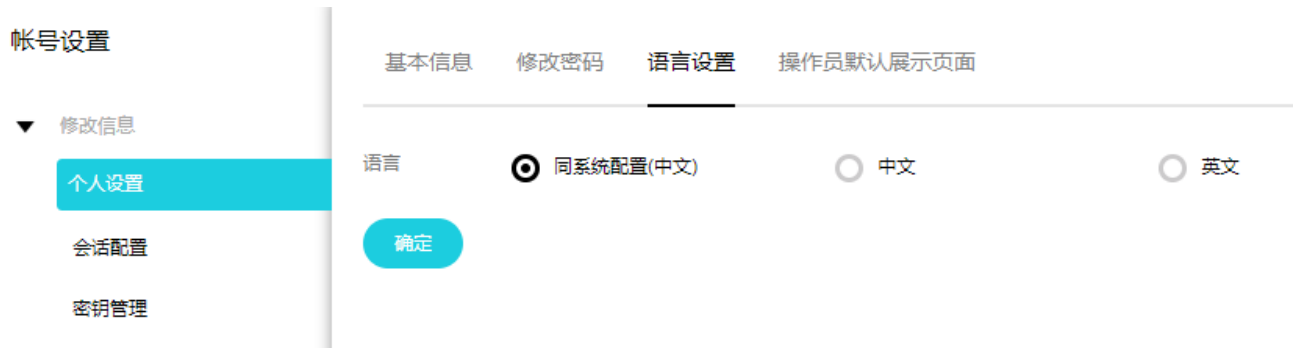 帐号设置
修改信息
个人设置
会话配置
密钥管理
基本信息 修改密码 语言设置 操作员默认展示页面
语言 同系统配置(中文) 中文 英文
确定